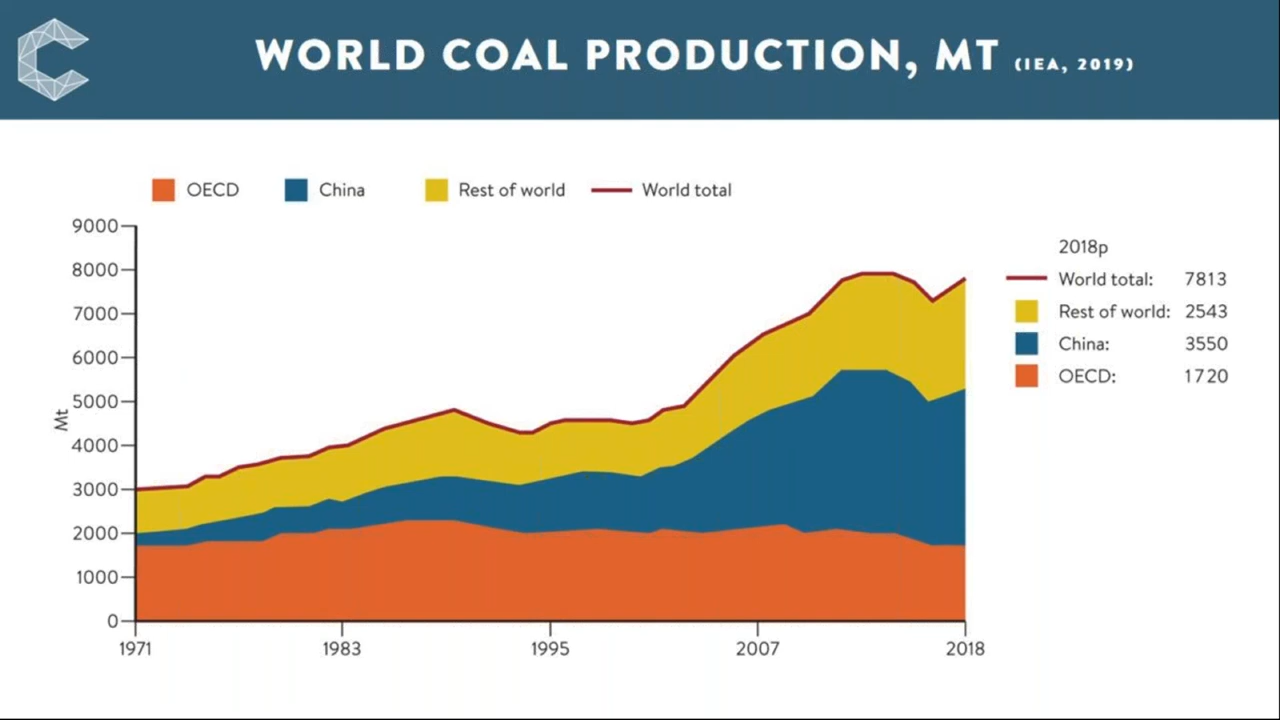 WORLD COAL PRODUCTION, MT (IEA, 2019)
OECD China Rest of world World total
9000
8000
7000
6000
5000
4000
3000
2000
1000
0
Mt
1971 1983 1995 2007 2018
2018p
World total: 7813
Rest of world: 2543
China: 3550
OECD: 1720